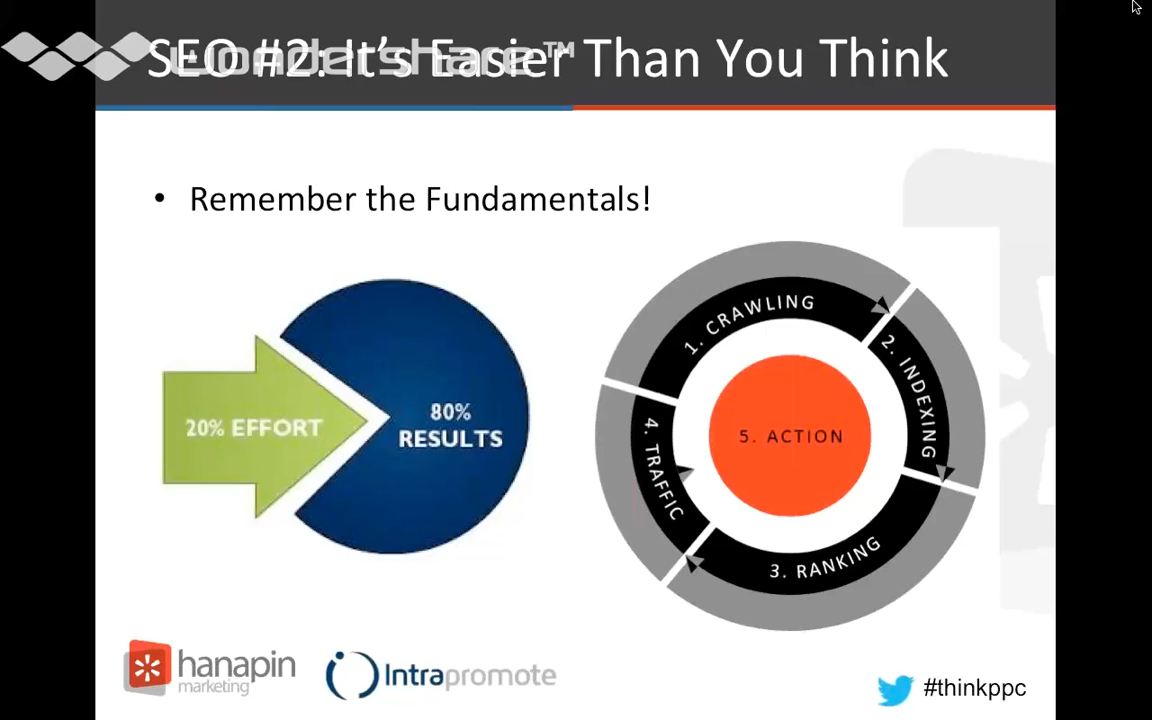 SEO #2: It's Easier Than You Think
wondershare™
• Remember the Fundamentals!
20% EFFORT
80%
RESULTS
1. CRAWLING
2. INDEXING
3. RANKING
4. TRAFFIC
5. ACTION
hanapin
marketing
Intrapromote
#thinkppc